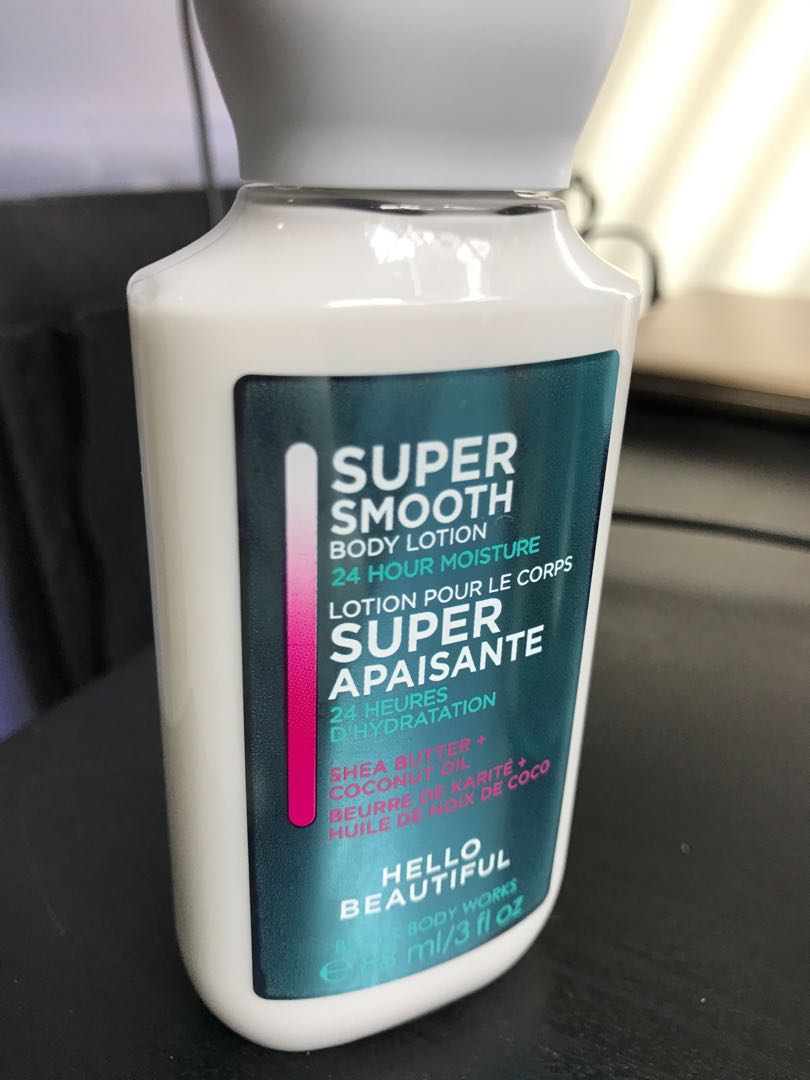 SUPER
SMOOTH
BODY LOTION
24 HOUR MOISTURE
LOTION POUR LE CORPS
SUPER
APAISANTE
24 HEURES
D'HYDRATATION
SHEA BUTTER +
COCONUT OIL
BEURRE DE KARITÉ +
HUILE DE NOIX DE COCO
HELLO
BEAUTIFUL
BODY WORKS
e 88 ml/3 fl oz